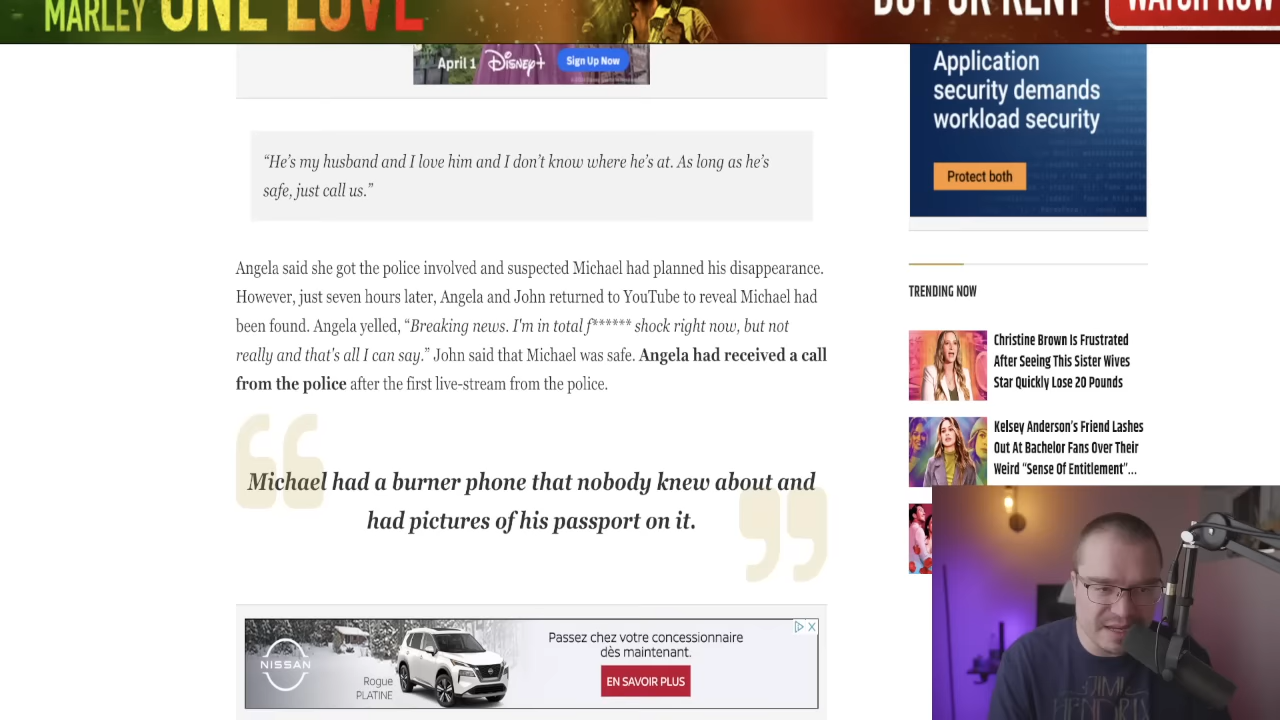 MARLEY ONE LOVE
BUY OR RENT
WATCH NOW
April 1
Disney+
Sign Up Now
Application
security demands
workload security
Protect both
“He’s my husband and I love him and I don’t know where he’s at. As long as he’s
safe, just call us.”
Angela said she got the police involved and suspected Michael had planned his disappearance.
However, just seven hours later, Angela and John returned to YouTube to reveal Michael had
been found. Angela yelled, “Breaking news. I'm in total f****** shock right now, but not
really and that's all I can say.” John said that Michael was safe. Angela had received a call
from the police after the first live-stream from the police.
Michael had a burner phone that nobody knew about and
had pictures of his passport on it.
TRENDING NOW
Christine Brown Is Frustrated
After Seeing This Sister Wives
Star Quickly Lose 20 Pounds
Kelsey Anderson’s Friend Lashes
Out At Bachelor Fans Over Their
Weird “Sense Of Entitlement”...
NISSAN
Rogue
PLATINE
Passez chez votre concessionnaire
dès maintenant.
EN SAVOIR PLUS
JIMI
HENDRIX